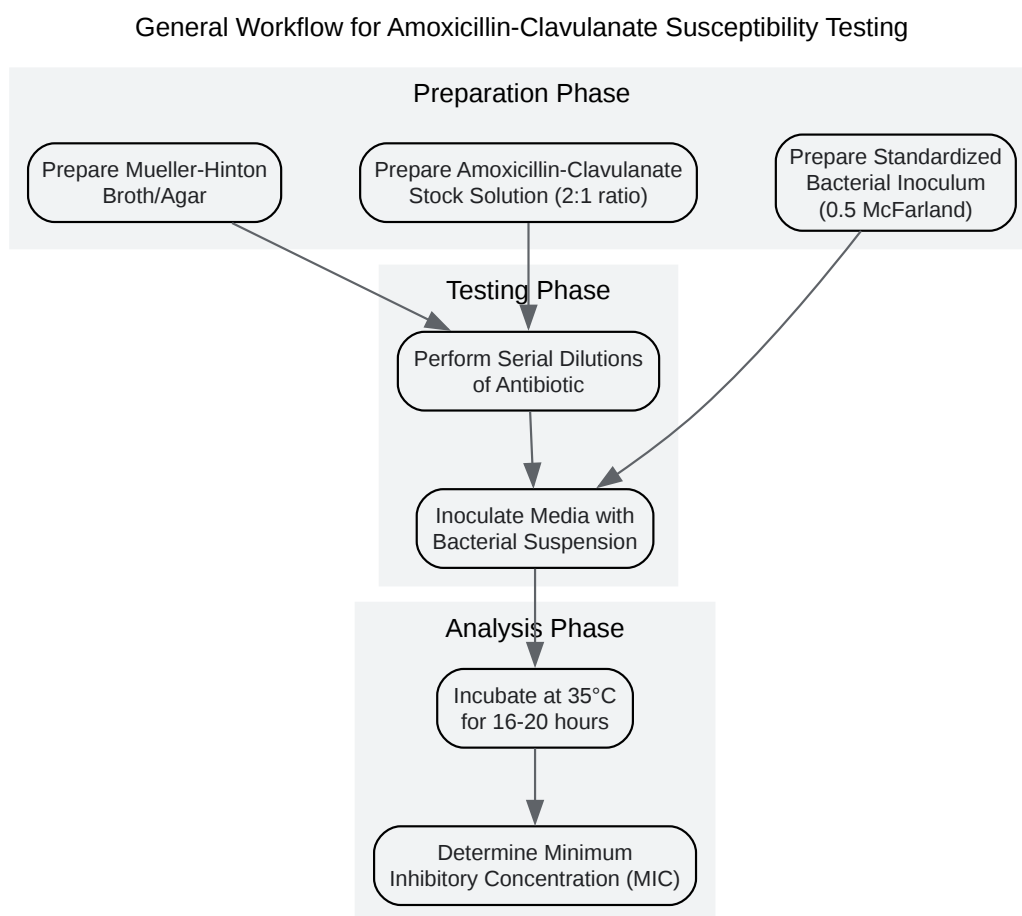 General Workflow for Amoxicillin-Clavulanate Susceptibility Testing
Preparation Phase
Prepare Mueller-Hinton
Broth/Agar
Prepare Amoxicillin-Clavulanate
Stock Solution (2:1 ratio)
Prepare Standardized
Bacterial Inoculum
(0.5 McFarland)
Testing Phase
Perform Serial Dilutions
of Antibiotic
Inoculate Media with
Bacterial Suspension
Analysis Phase
Incubate at 35°C
for 16-20 hours
Determine Minimum
Inhibitory Concentration (MIC)